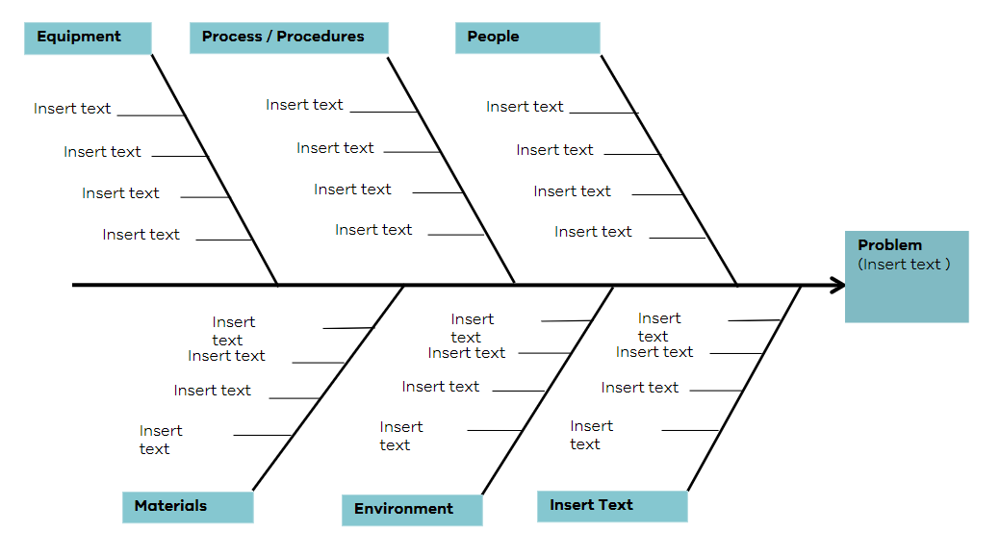 Equipment
Process / Procedures
People
Insert text
Insert text
Insert text
Insert text
Insert text
Insert text
Insert text
Insert text
Insert text
Insert text
Insert text
Insert text
Problem
(Insert text )
Insert
text
Insert text
Insert text
Insert
text
Insert
text
Insert text
Insert text
Insert
text
Insert
text
Insert text
Insert text
Insert
text
Materials
Environment
Insert Text